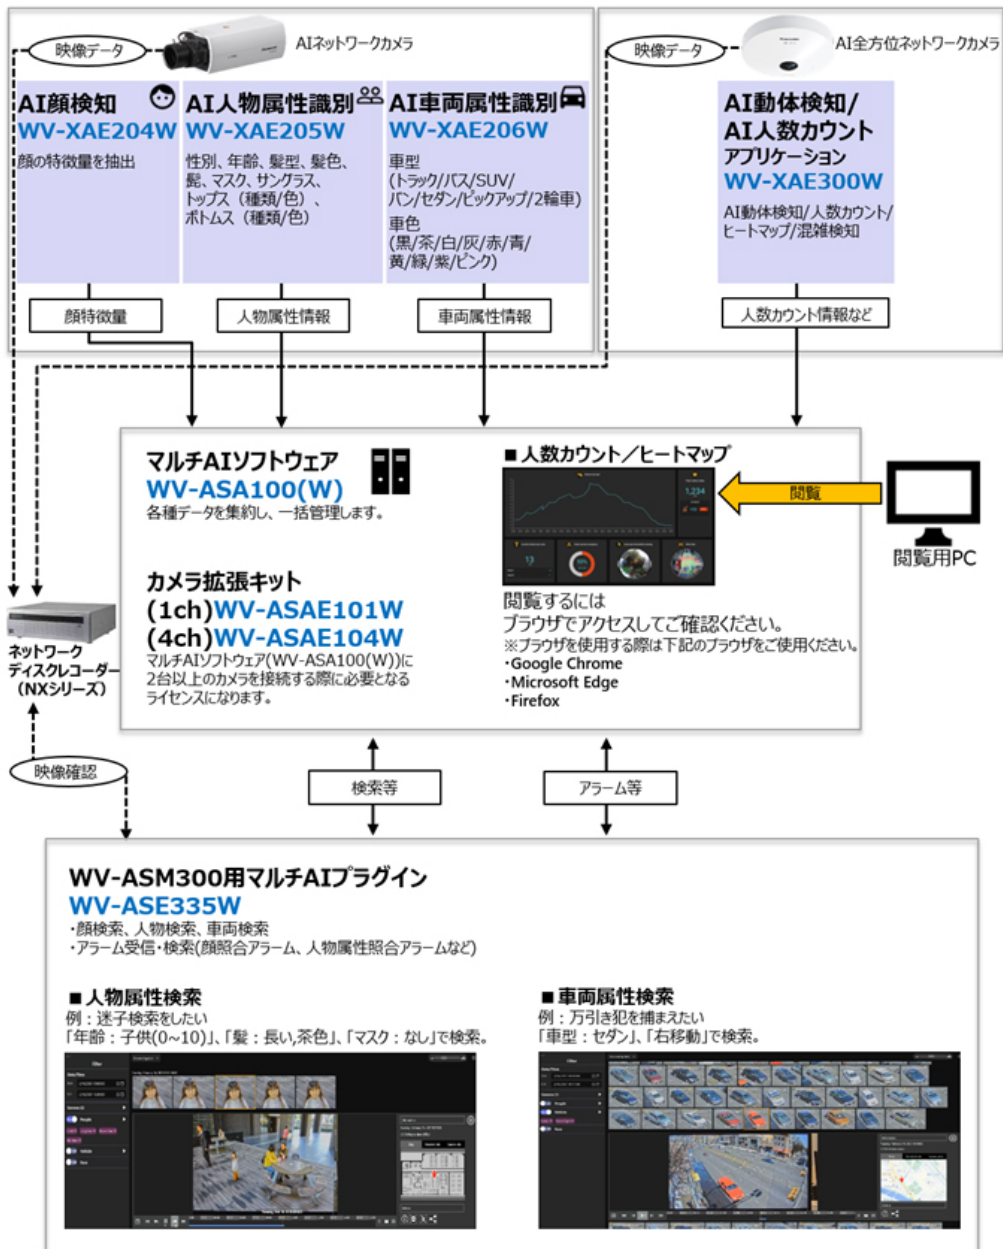 映像データ
AIネットワークカメラ
映像データ
AI全方位ネットワークカメラ
AI顔検知
WV-XAE204W
顔の特徴量を抽出
AI人物属性識別
WV-XAE205W
性別、年齢、髪型、髪色、
髭、マスク、サングラス、
トップス（種類/色）、
ボトムス（種類/色）
AI車両属性識別
WV-XAE206W
車型
(トラック/バス/SUV/
バン/セダン/ピックアップ/2輪車)
車色
(黒/茶/白/灰/赤/青/
黄/緑/紫/ピンク)
AI動体検知/
AI人数カウント
アプリケーション
WV-XAE300W
AI動体検知/人数カウント/
ヒートマップ/混雑検知
顔特徴量
人物属性情報
車両属性情報
人数カウント情報など
マルチAIソフトウェア
WV-ASA100(W)
各種データを集約し、一括管理します。
カメラ拡張キット
(1ch)WV-ASAE101W
(4ch)WV-ASAE104W
マルチAIソフトウェア(WV-ASA100(W))に
2台以上のカメラを接続する際に必要となる
ライセンスになります。
■人数カウント／ヒートマップ
1,234
13
閲覧
閲覧用PC
閲覧するには
ブラウザでアクセスしてご確認ください。
※ブラウザを使用する際は下記のブラウザをご使用ください。
・Google Chrome
・Microsoft Edge
・Firefox
ネットワーク
ディスクレコーダー
（NXシリーズ）
映像確認
検索等
アラーム等
WV-ASM300用マルチAIプラグイン
WV-ASE335W
・顔検索、人物検索、車両検索
・アラーム受信・検索(顔照合アラーム、人物属性照合アラームなど)
■人物属性検索
例：迷子検索をしたい
「年齢：子供(0~10)」、「髪：長い,茶色」、「マスク：なし」で検索。
■車両属性検索
例：万引き犯を捕まえたい
「車型：セダン」、「右移動」で検索。